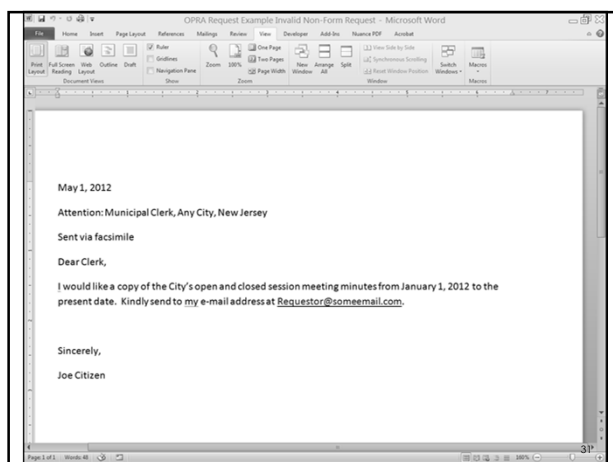 OPRA Request Example Invalid Non-Form Request - Microsoft Word
File Home Insert Page Layout References Mailings Review View Developer Add-Ins Nuance PDF Acrobat
Print Layout Full Screen Reading Web Layout Outline Draft
Document Views
Ruler
Gridlines
Navigation Pane
Show
Zoom 100%
One Page
Two Pages
Page Width
Zoom
New Window Arrange All Split
View Side by Side
Synchronous Scrolling
Reset Window Position
Window
Switch Windows
Macros
Macros
May 1, 2012
Attention: Municipal Clerk, Any City, New Jersey
Sent via facsimile
Dear Clerk,
I would like a copy of the City's open and closed session meeting minutes from January 1, 2012 to the
present date. Kindly send to my e-mail address at Requestor@someemail.com.
Sincerely,
Joe Citizen
31
Page: 1 of 1 Words: 48 100%